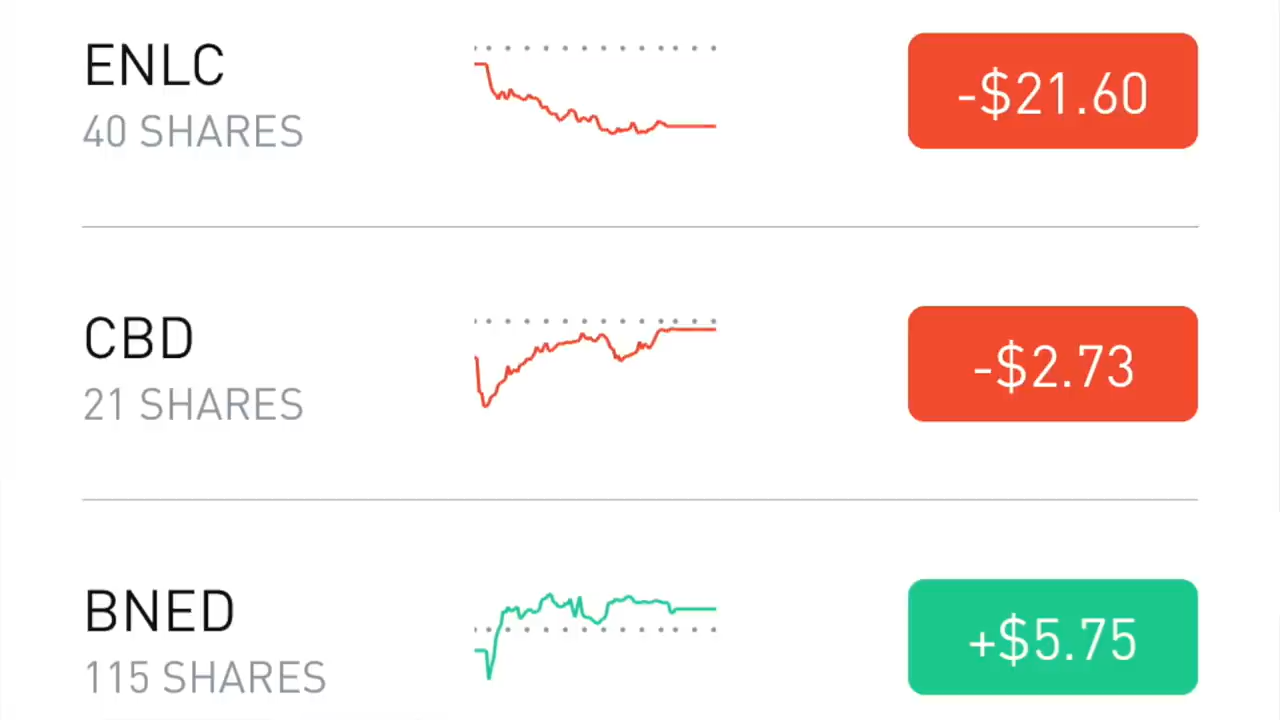 ENLC
40 SHARES
-$21.60
CBD
21 SHARES
-$2.73
BNED
115 SHARES
+$5.75